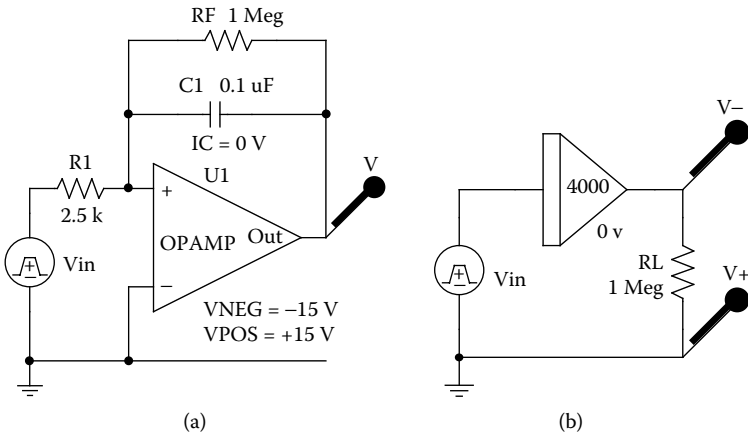 RF 1 Meg
C1 0.1 uF
IC = 0 V
R1
2.5 k
U1
+
OPAMP
Out
−
V
Vin
+
−
VNEG = −15 V
VPOS = +15 V
(a)
V−
4000
0 v
Vin
+
−
RL
1 Meg
V+
(b)